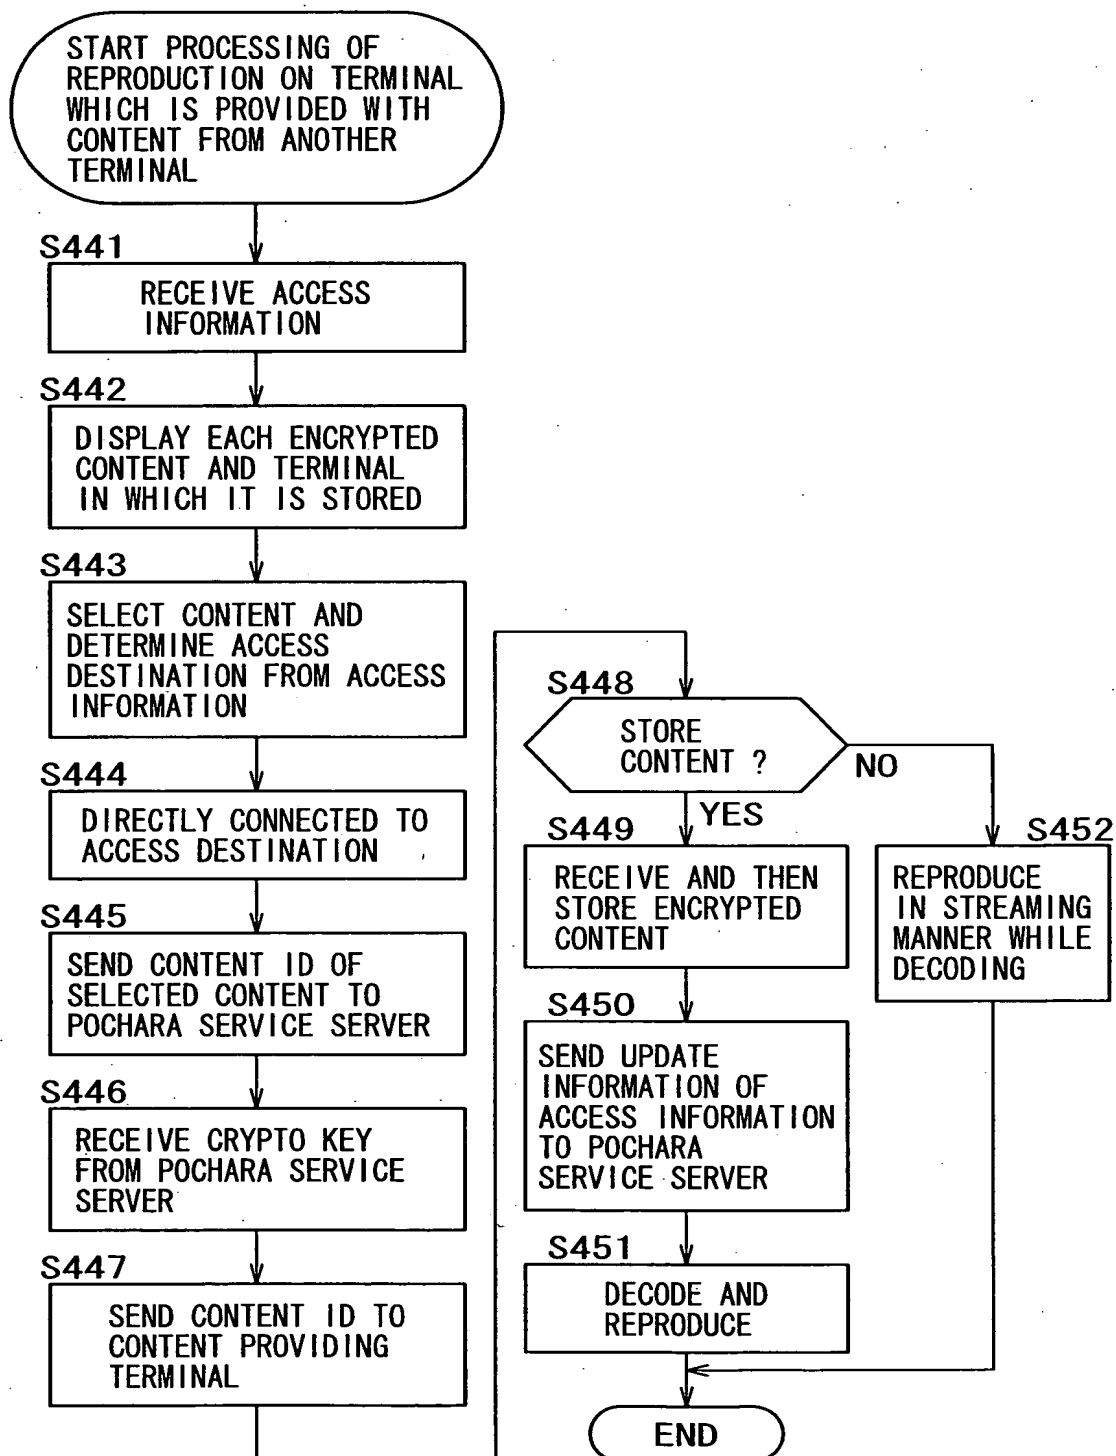 START PROCESSING OF
REPRODUCTION ON TERMINAL
WHICH IS PROVIDED WITH
CONTENT FROM ANOTHER
TERMINAL
S441
RECEIVE ACCESS
INFORMATION
S442
DISPLAY EACH ENCRYPTED
CONTENT AND TERMINAL
IN WHICH IT IS STORED
S443
SELECT CONTENT AND
DETERMINE ACCESS
DESTINATION FROM ACCESS
INFORMATION
S444
DIRECTLY CONNECTED TO
ACCESS DESTINATION
S445
SEND CONTENT ID OF
SELECTED CONTENT TO
POCHARA SERVICE SERVER
S446
RECEIVE CRYPTO KEY
FROM POCHARA SERVICE
SERVER
S447
SEND CONTENT ID TO
CONTENT PROVIDING
TERMINAL
S448
STORE
CONTENT ?
NO
YES
S449
RECEIVE AND THEN
STORE ENCRYPTED
CONTENT
S450
SEND UPDATE
INFORMATION OF
ACCESS INFORMATION
TO POCHARA
SERVICE SERVER
S451
DECODE AND
REPRODUCE
S452
REPRODUCE
IN STREAMING
MANNER WHILE
DECODING
END